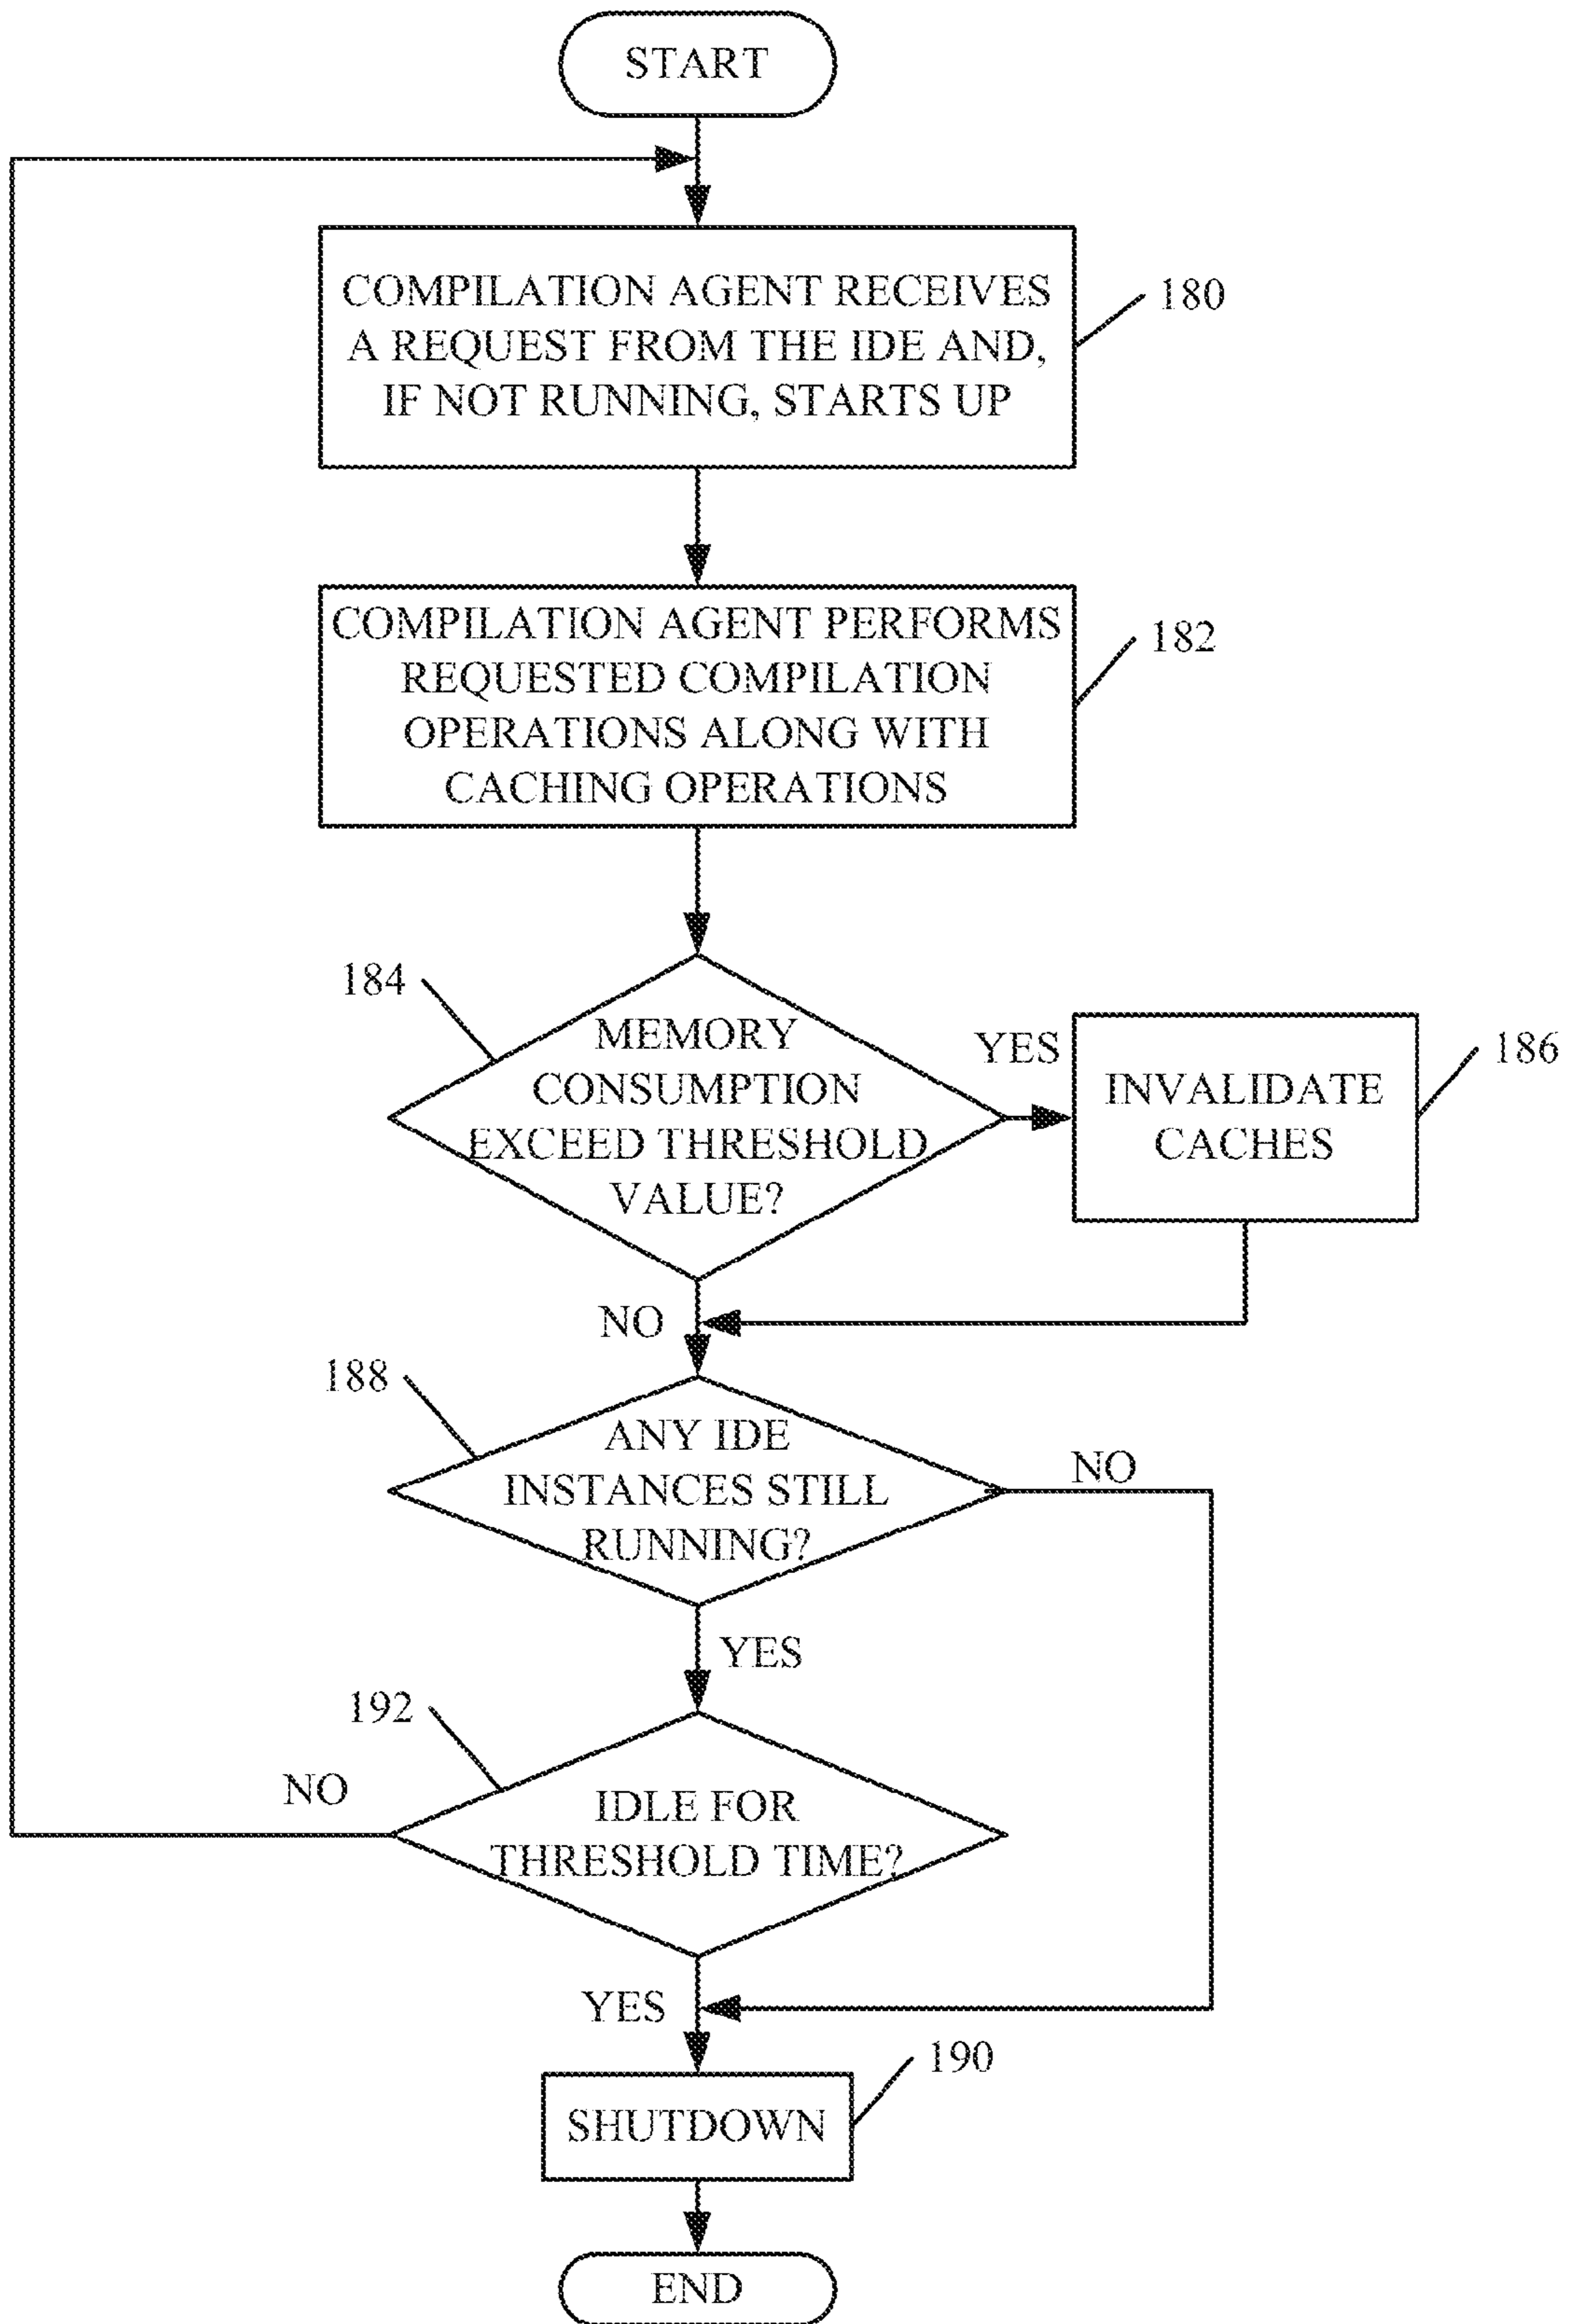 START
COMPILATION AGENT RECEIVES
A REQUEST FROM THE IDE AND,
IF NOT RUNNING, STARTS UP
180
COMPILATION AGENT PERFORMS
REQUESTED COMPILATION
OPERATIONS ALONG WITH
CACHING OPERATIONS
182
184
MEMORY
CONSUMPTION
EXCEED THRESHOLD
VALUE?
YES
INVALIDATE
CACHES
186
NO
188
ANY IDE
INSTANCES STILL
RUNNING?
NO
YES
192
NO
IDLE FOR
THRESHOLD TIME?
YES
190
SHUTDOWN
END